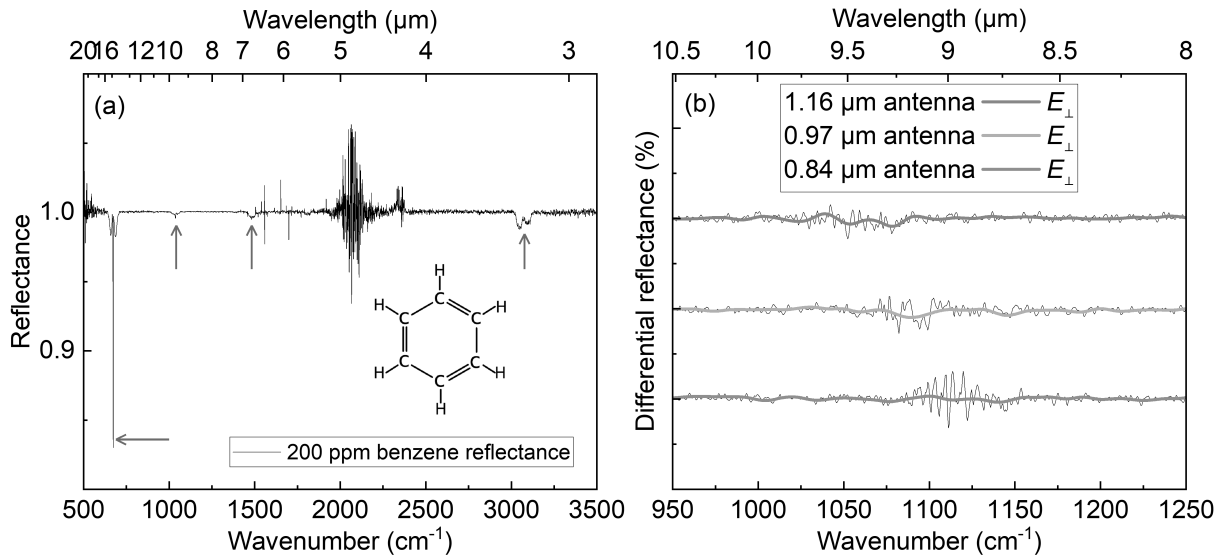 Wavelength (μm)
20 16 12 10 8 7 6 5 4 3
(a)
Reflectance
1.0
0.9
H
H H
C
C C
C C
H C H
H
200 ppm benzene reflectance
500 1000 1500 2000 2500 3000 3500
Wavenumber (cm-1)
Wavelength (μm)
10.5 10 9.5 9 8.5 8
(b)
1.16 μm antenna E⊥
0.97 μm antenna E⊥
0.84 μm antenna E⊥
Differential reflectance (%)
950 1000 1050 1100 1150 1200 1250
Wavenumber (cm-1)